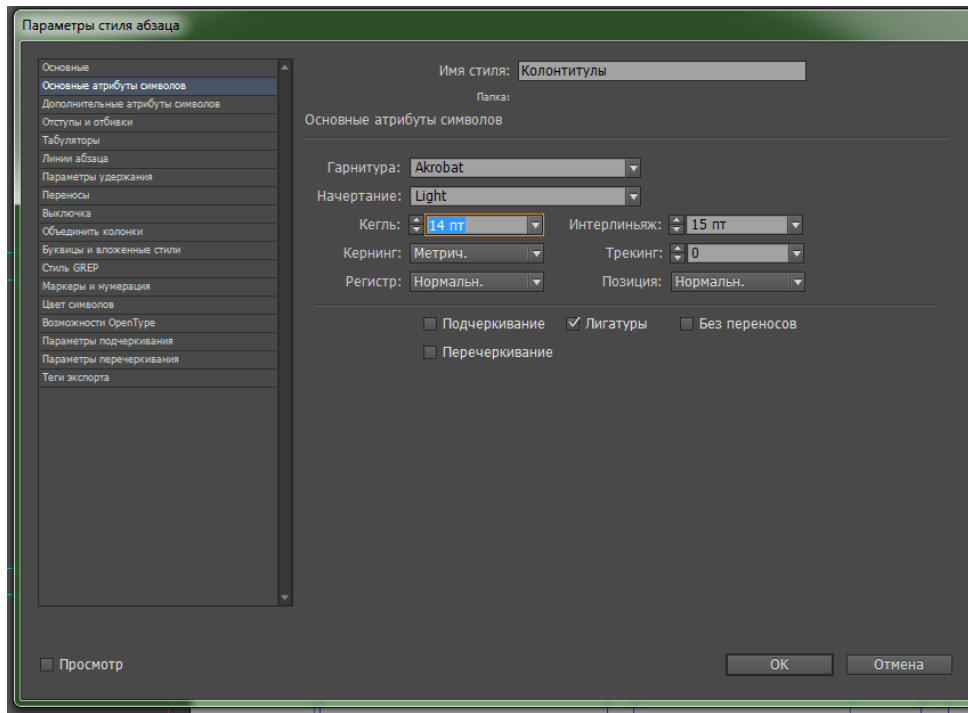 Параметры стиля абзаца
Основные
Основные атрибуты символов
Дополнительные атрибуты символов
Отступы и отбивки
Табуляторы
Линии абзаца
Параметры удержания
Переносы
Выключка
Объединить колонки
Буквицы и вложенные стили
Стиль GREP
Маркеры и нумерация
Цвет символов
Возможности OpenType
Параметры подчеркивания
Параметры перечеркивания
Теги экспорта
Имя стиля: Колонтитулы
Папка:
Основные атрибуты символов
Гарнитура: Akrobat
Начертание: Light
Кегль: 14 пт Интерлиньяж: 15 пт
Кернинг: Метрич. Трекинг: 0
Регистр: Нормальн. Позиция: Нормальн.
Подчеркивание Лигатуры Без переносов
Перечеркивание
Просмотр OK Отмена